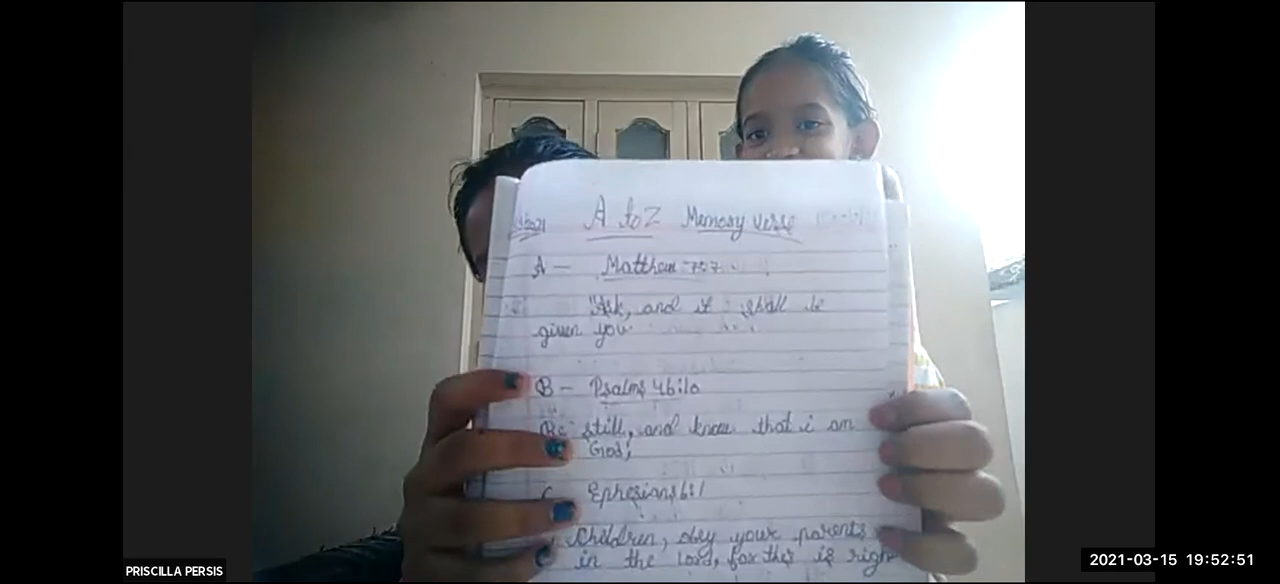 A to Z Memory verse
A - Matthew 7:7
"Ask, and it shall be
given you
B - Psalms 46:10
Be still, and know that i am
God;
C Ephesians 6:1
Children, obey your parents
in the lord, for this is righ
PRISCILLA PERSIS
2021-03-15 19:52:51